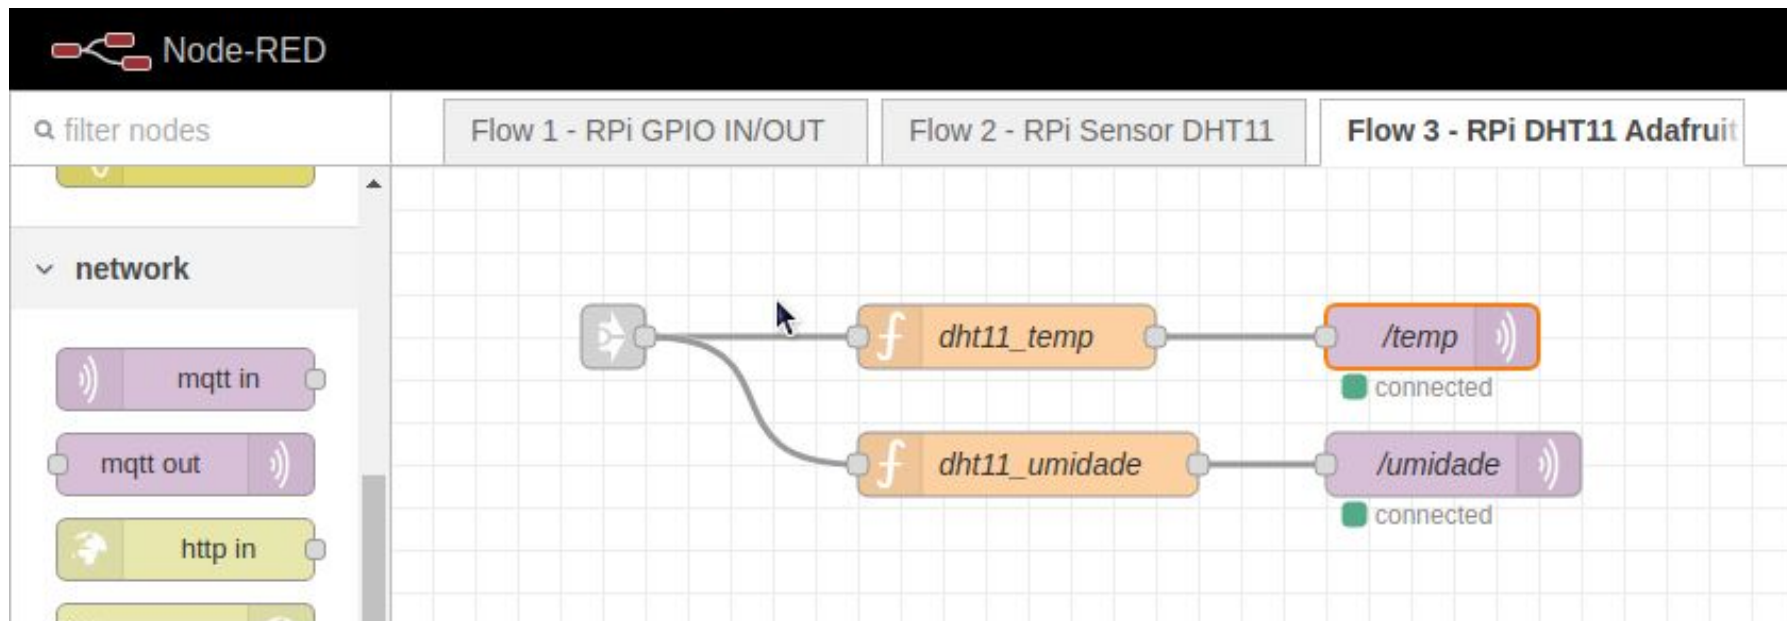 Node-RED
filter nodes
Flow 1 - RPi GPIO IN/OUT
Flow 2 - RPi Sensor DHT11
Flow 3 - RPi DHT11 Adafruit
network
mqtt in
mqtt out
http in
dht11_temp
/temp
connected
dht11_umidade
/umidade
connected